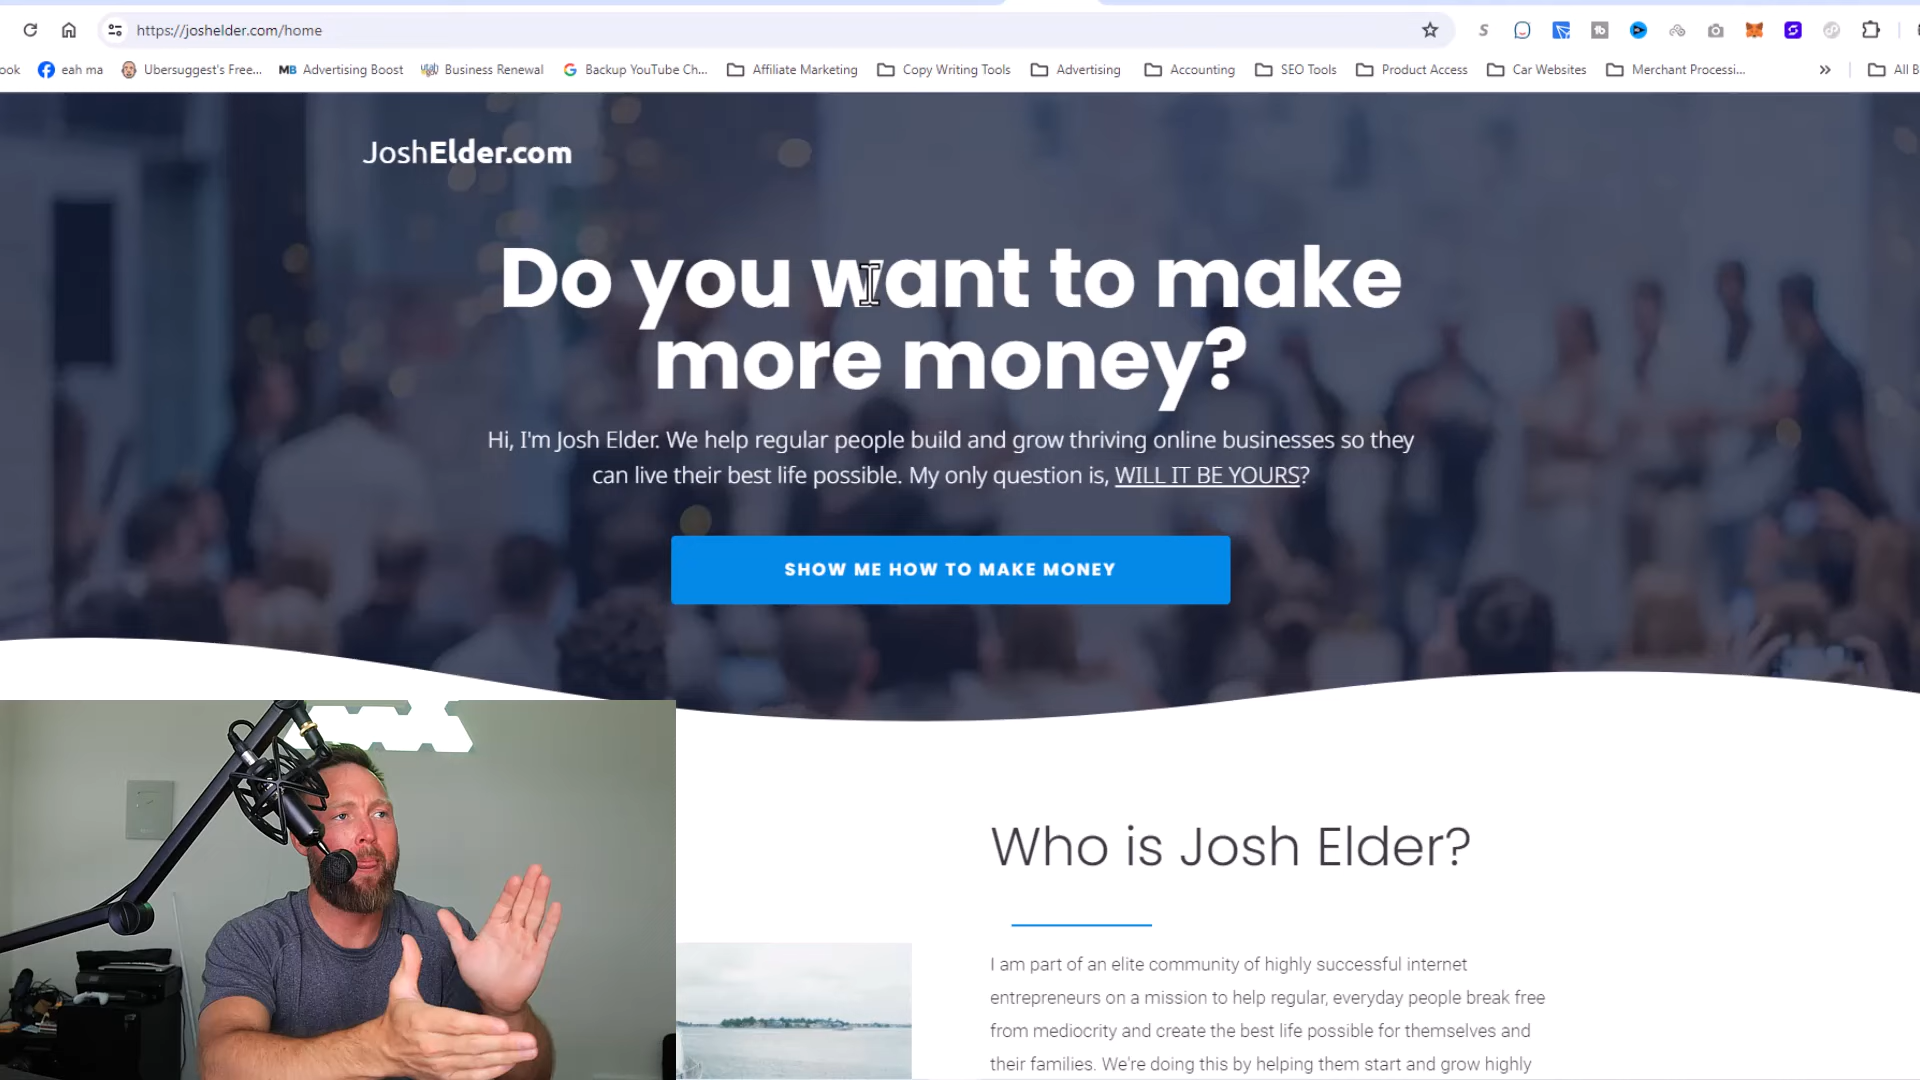 https://joshelder.com/home
ook eah ma Ubersuggest's Free... MB Advertising Boost Business Renewal Backup YouTube Ch... Affiliate Marketing Copy Writing Tools Advertising Accounting SEO Tools Product Access Car Websites Merchant Processi... » All B
JoshElder.com
Do you want to make
more money?
Hi, I'm Josh Elder. We help regular people build and grow thriving online businesses so they
can live their best life possible. My only question is, WILL IT BE YOURS?
SHOW ME HOW TO MAKE MONEY
Who is Josh Elder?
I am part of an elite community of highly successful internet
entrepreneurs on a mission to help regular, everyday people break free
from mediocrity and create the best life possible for themselves and
their families. We're doing this by helping them start and grow highly